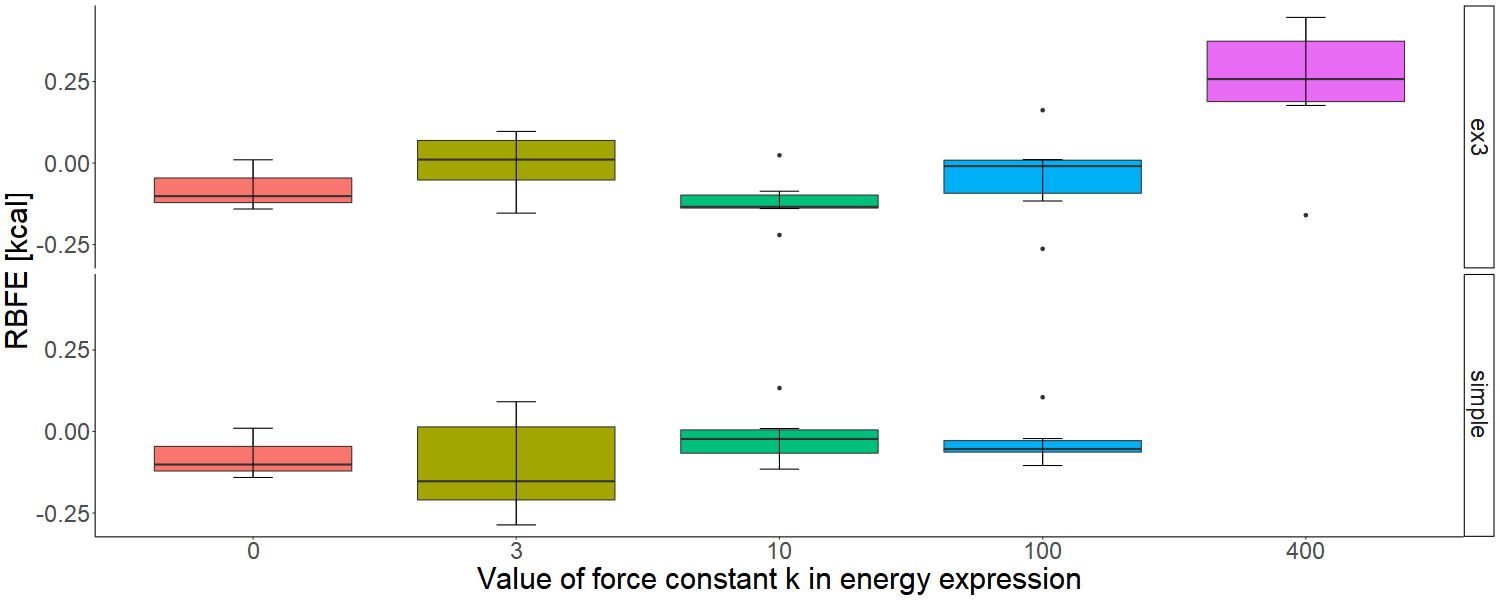 RBFE [kcal]
0.25
0.00
-0.25
ex3
0.25
0.00
-0.25
simple
0 3 10 100 400
Value of force constant k in energy expression